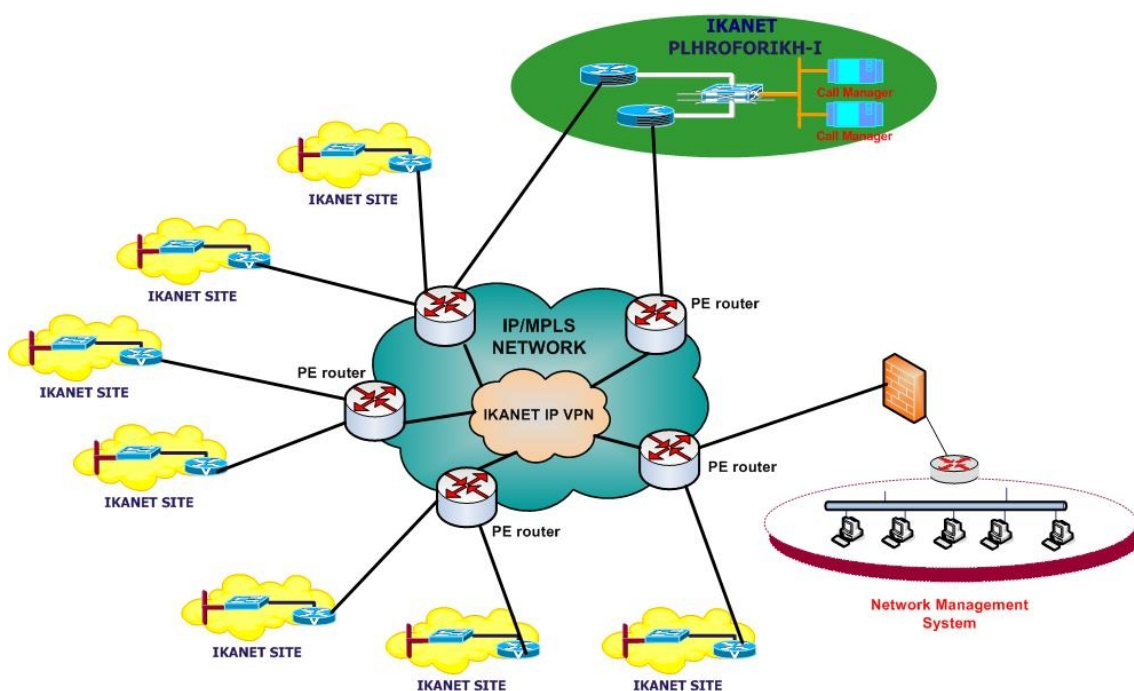 IKANET
PLHROFORIKH-I
Call Manager
Call Manager
IKANET SITE
IKANET SITE
PE router
IP/MPLS
NETWORK
PE router
IKANET SITE
IKANET IP VPN
IKANET SITE
PE router
PE router
Network Management
System
IKANET SITE
IKANET SITE
IKANET SITE